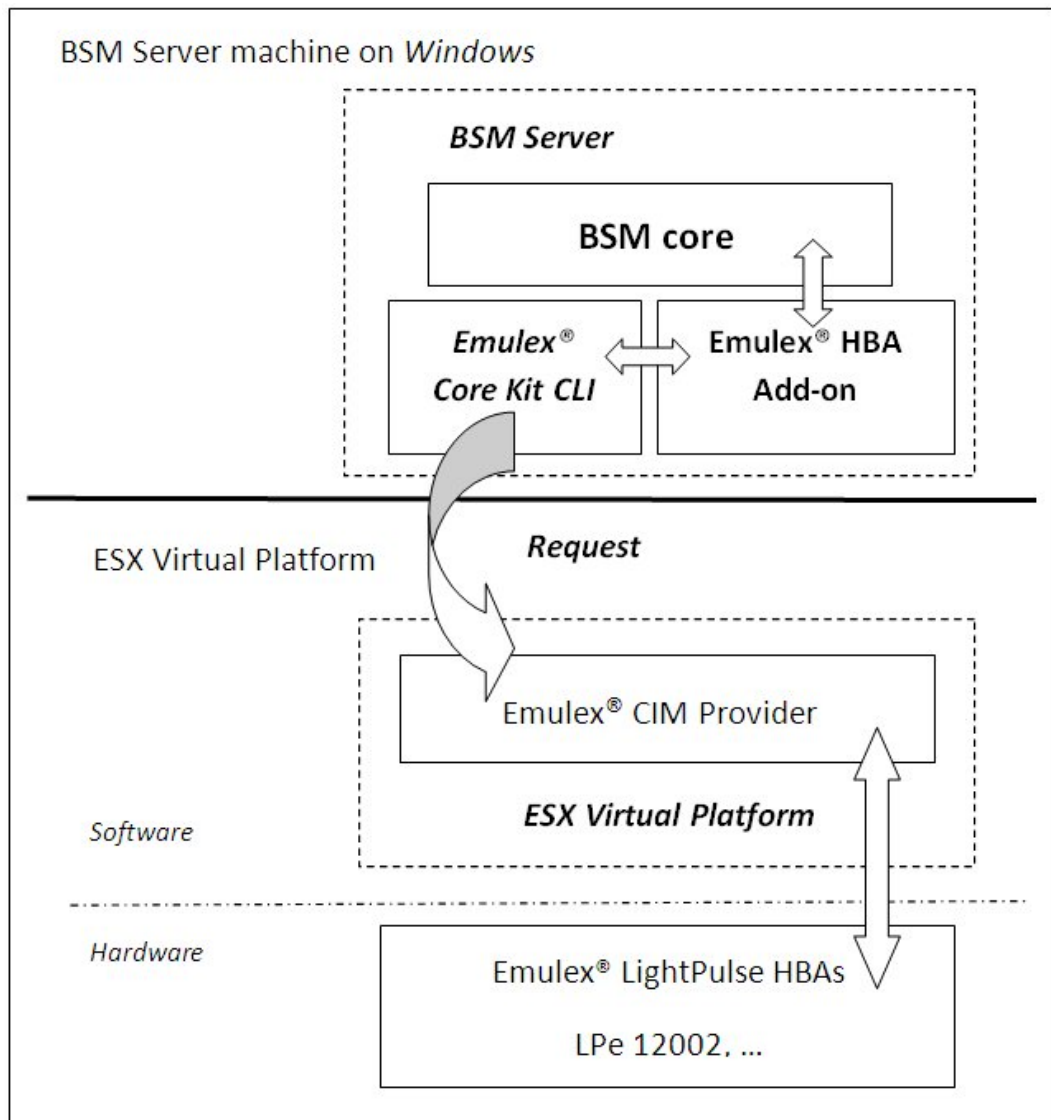 BSM Server machine on Windows
BSM Server
BSM core
Emulex®
Core Kit CLI
Emulex® HBA
Add-on
Request
ESX Virtual Platform
Emulex® CIM Provider
ESX Virtual Platform
Software
Hardware
Emulex® LightPulse HBAs
LPe 12002, ...